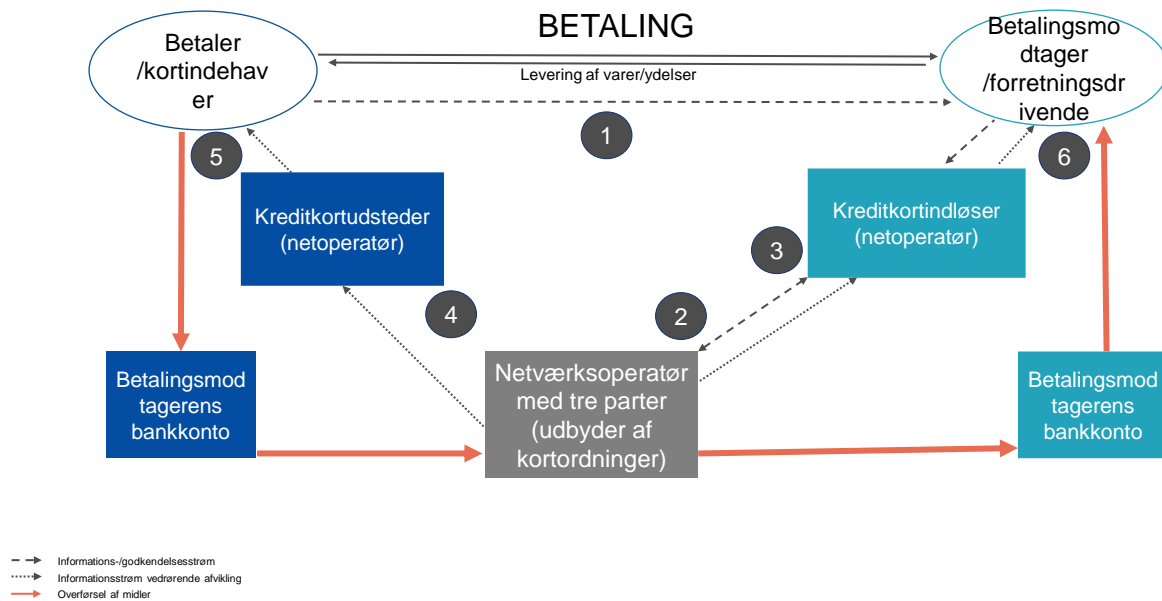 BETALING
Betaler
/kortindehav
er
Levering af varer/ydelser
Betalingsmo
dtager
/forretningsdr
ivende
1
5
6
Kreditkortudsteder
(netoperatør)
Kreditkortindløser
(netoperatør)
3
4
2
Betalingsmod
tagerens
bankkonto
Netværksoperatør
med tre parter
(udbyder af
kortordninger)
Betalingsmod
tagerens
bankkonto
Informations-/godkendelsesstrøm
Informationsstrøm vedrørende afvikling
Overførsel af midler